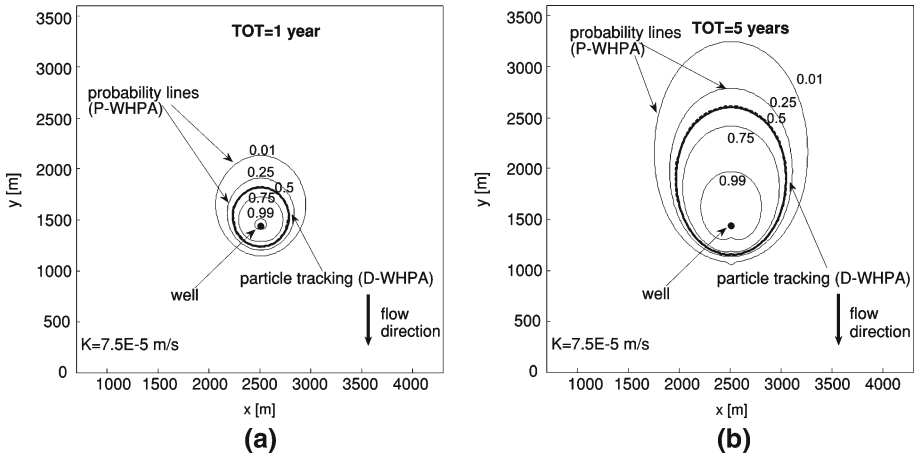 TOT=1 year
probability lines
(P-WHPA)
0.01
0.25
0.5
0.75
0.99
well
particle tracking (D-WHPA)
flow
direction
K=7.5E-5 m/s
y [m]
3500
3000
2500
2000
1500
1000
500
0
1000 1500 2000 2500 3000 3500 4000
x [m]
(a)
TOT=5 years
probability lines
(P-WHPA)
0.01
0.25
0.5
0.75
0.99
well
particle tracking (D-WHPA)
flow
direction
K=7.5E-5 m/s
y [m]
3500
3000
2500
2000
1500
1000
500
0
1000 1500 2000 2500 3000 3500 4000
x [m]
(b)